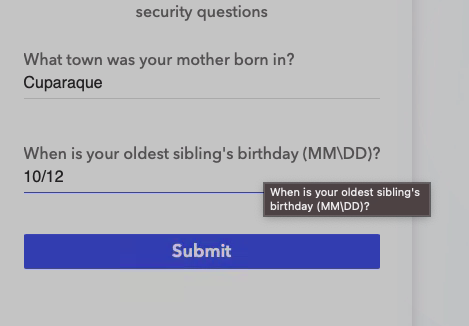 security questions
What town was your mother born in?
Cuparaque
When is your oldest sibling's birthday (MM\DD)?
10/12
When is your oldest sibling's
birthday (MM\DD)?
Submit